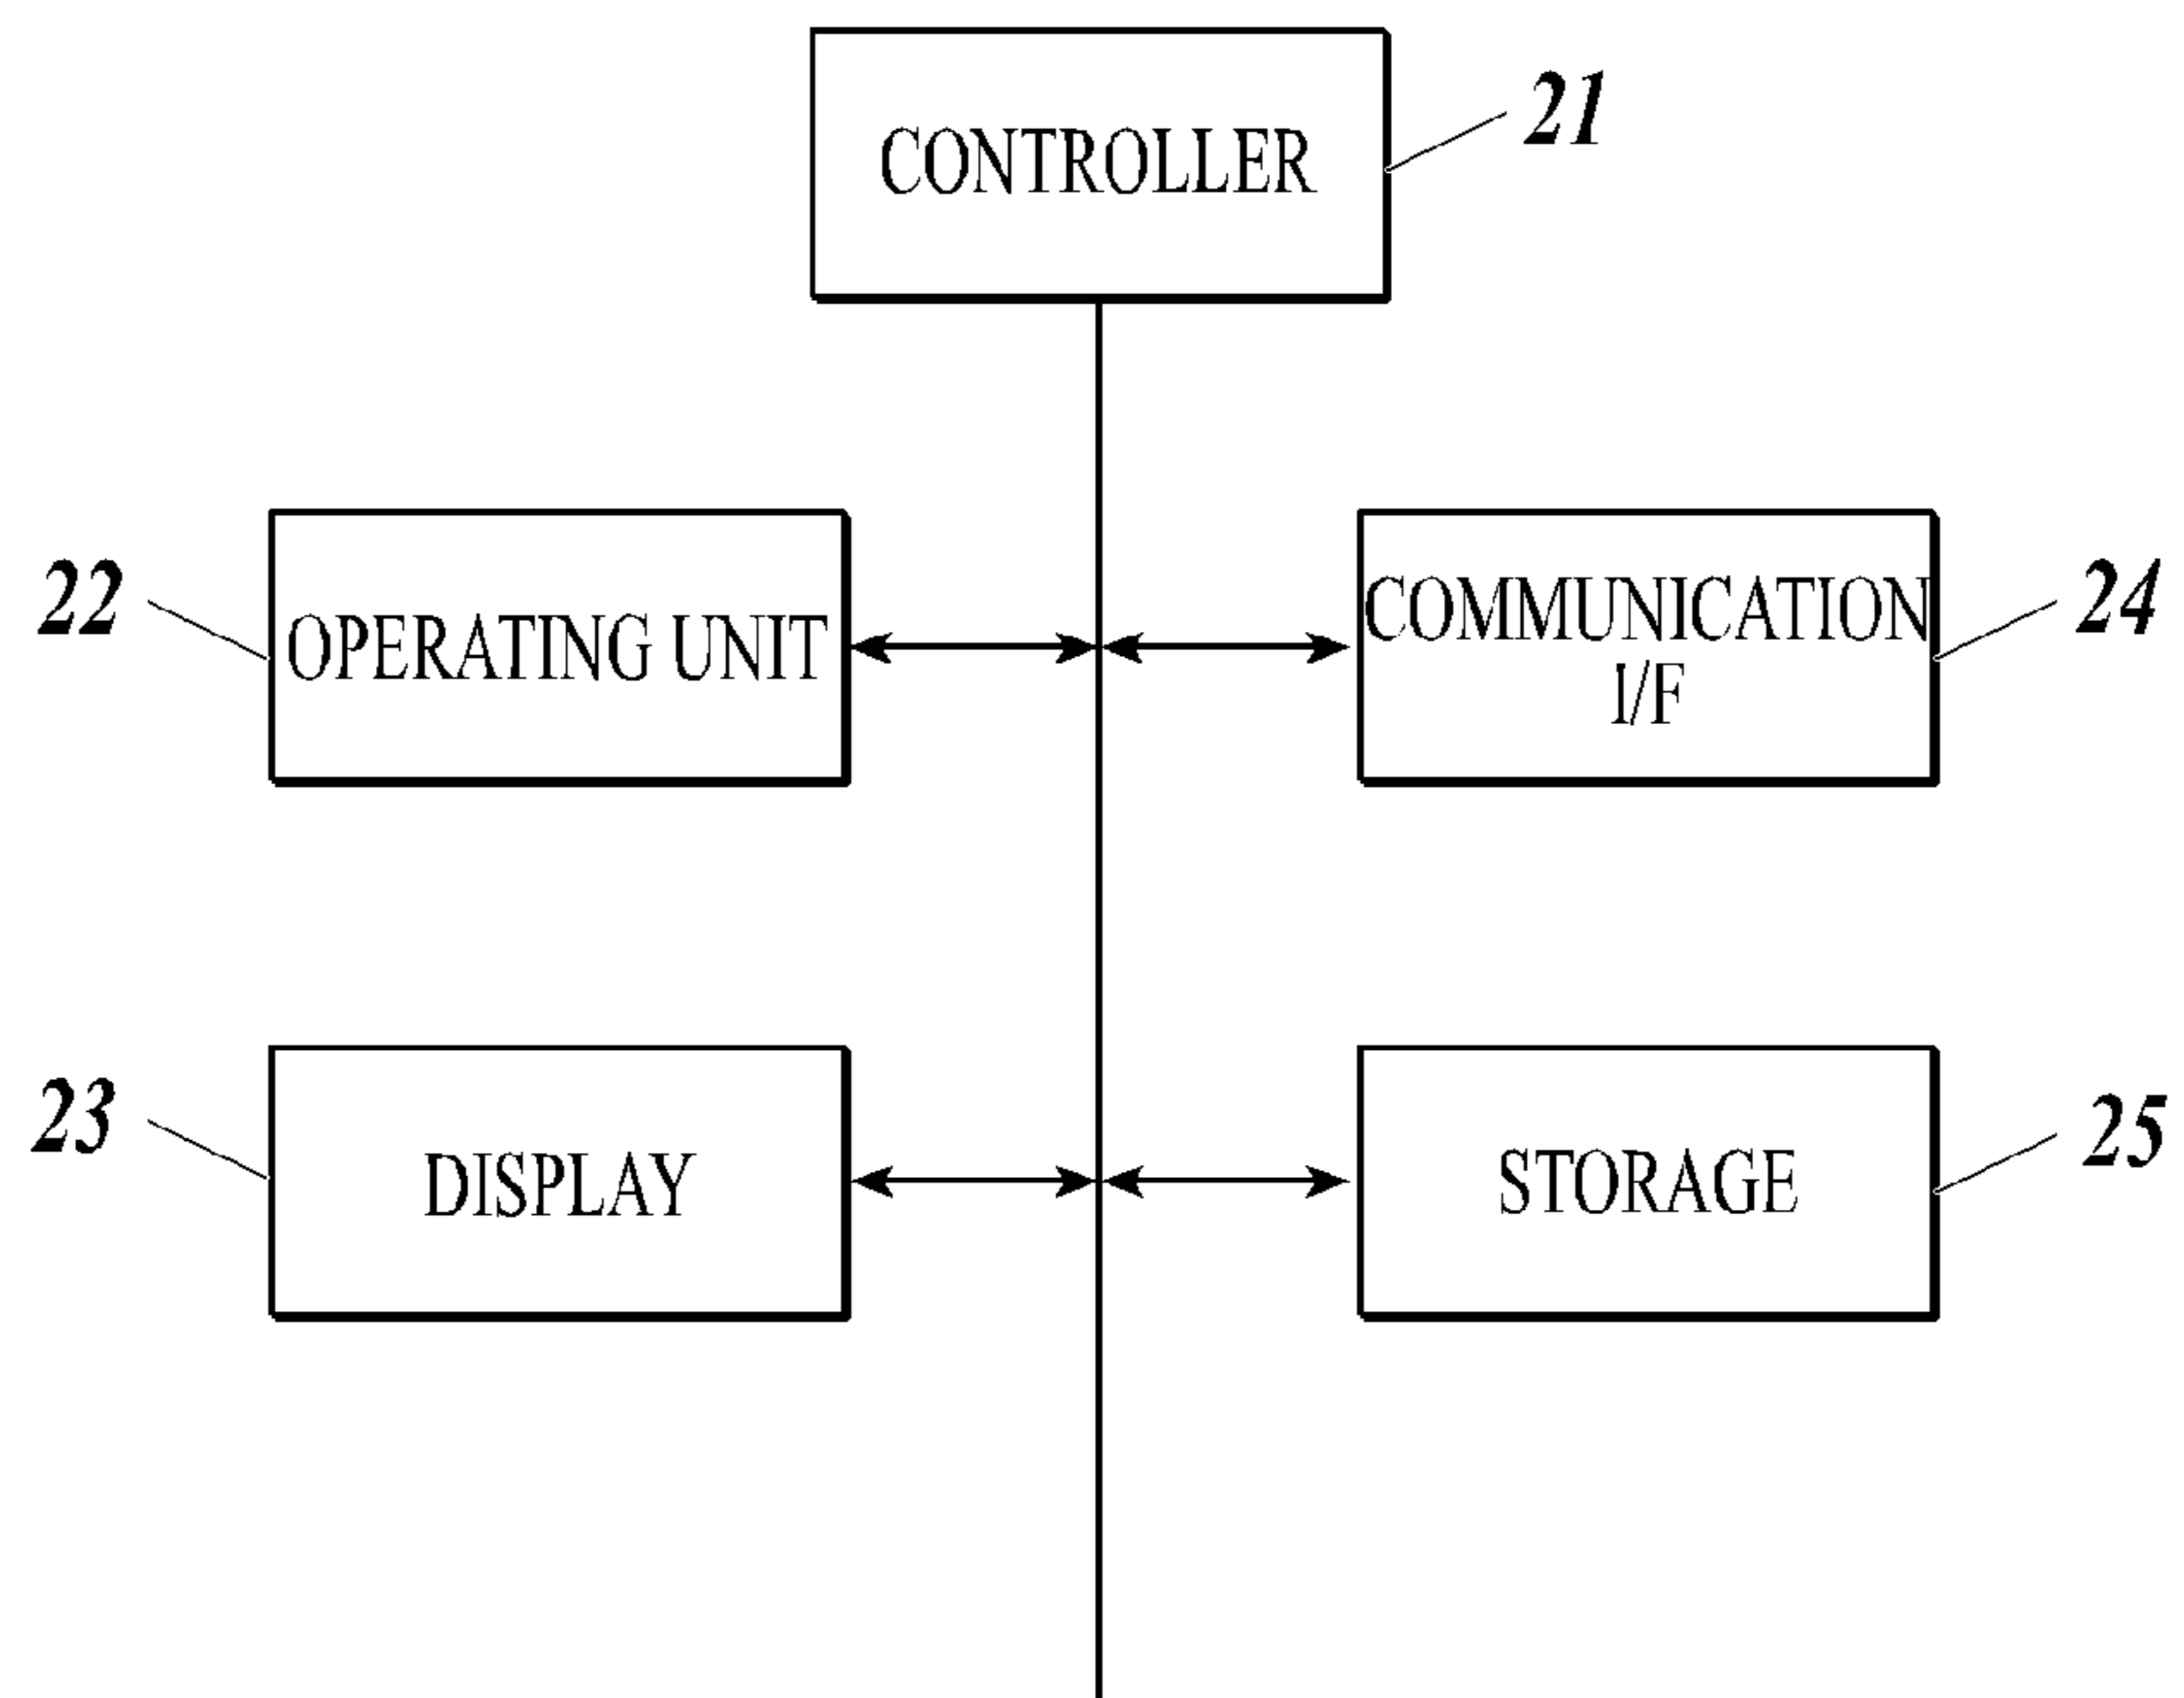 CONTROLLER
21
22
OPERATING UNIT
COMMUNICATION
I/F
24
23
DISPLAY
STORAGE
25